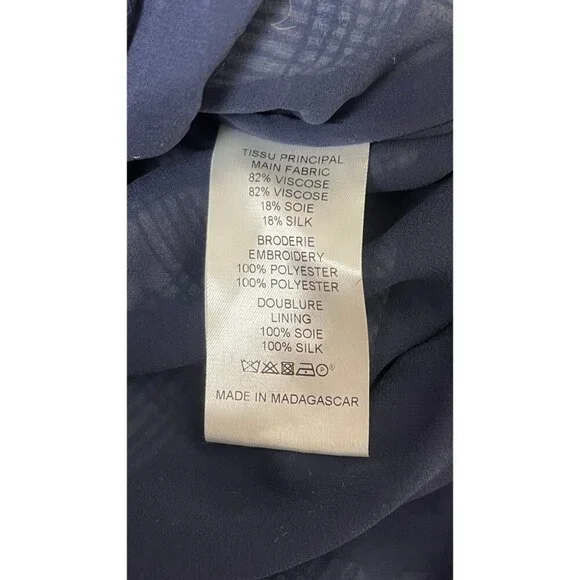 TISSU PRINCIPAL
MAIN FABRIC
82% VISCOSE
82% VISCOSE
18% SOIE
18% SILK
BRODERIE
EMBROIDERY
100% POLYESTER
100% POLYESTER
DOUBLURE
LINING
100% SOIE
100% SILK
MADE IN MADAGASCAR